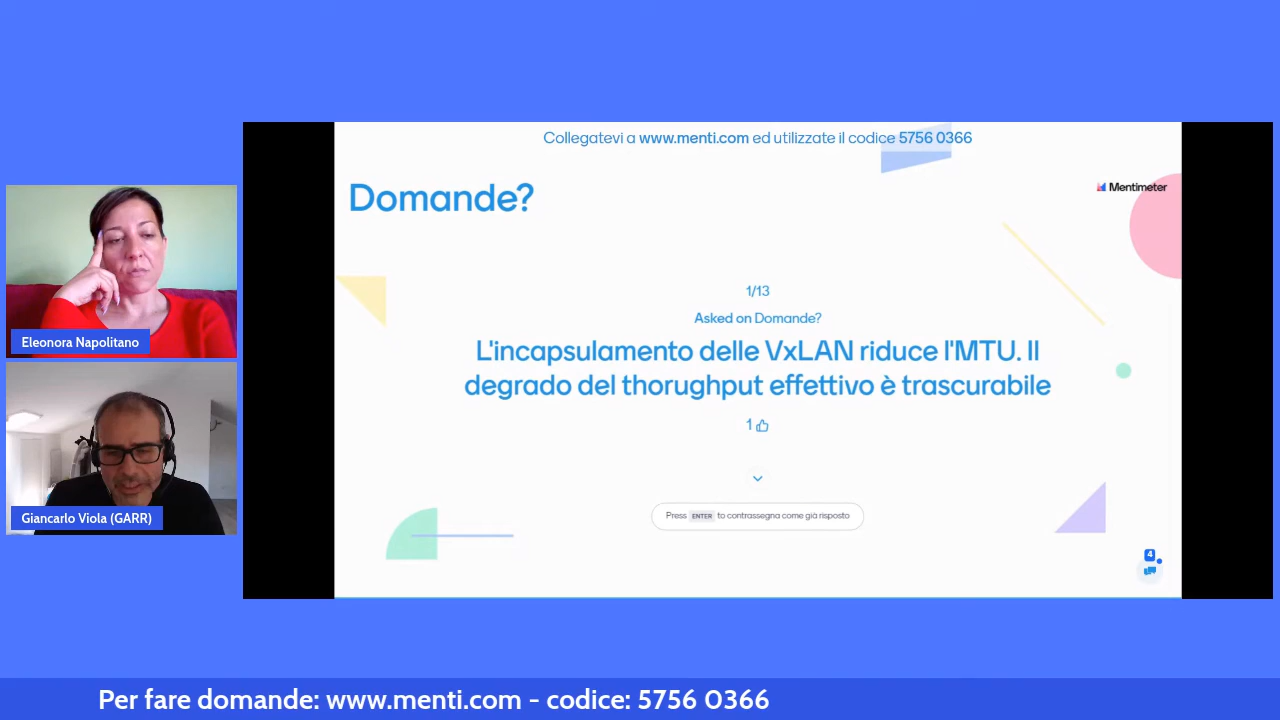 Collegatevi a www.menti.com ed utilizzate il codice 5756 0366
Domande?
Mentimeter
1/13
Asked on Domande?
L'incapsulamento delle VxLAN riduce l'MTU. Il
degrado del thorughput effettivo è trascurabile
1
Press ENTER to contrassegna come già risposto
4
Eleonora Napolitano
Giancarlo Viola (GARR)
Per fare domande: www.menti.com - codice: 5756 0366